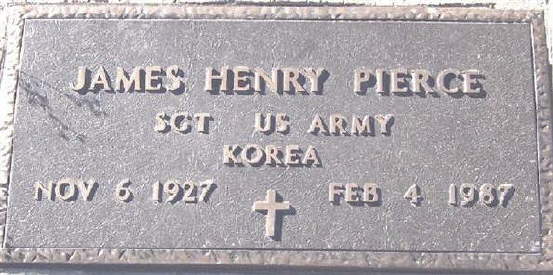 JAMES HENRY PIERCE
SGT US ARMY
KOREA
NOV 6 1927 FEB 4 1987